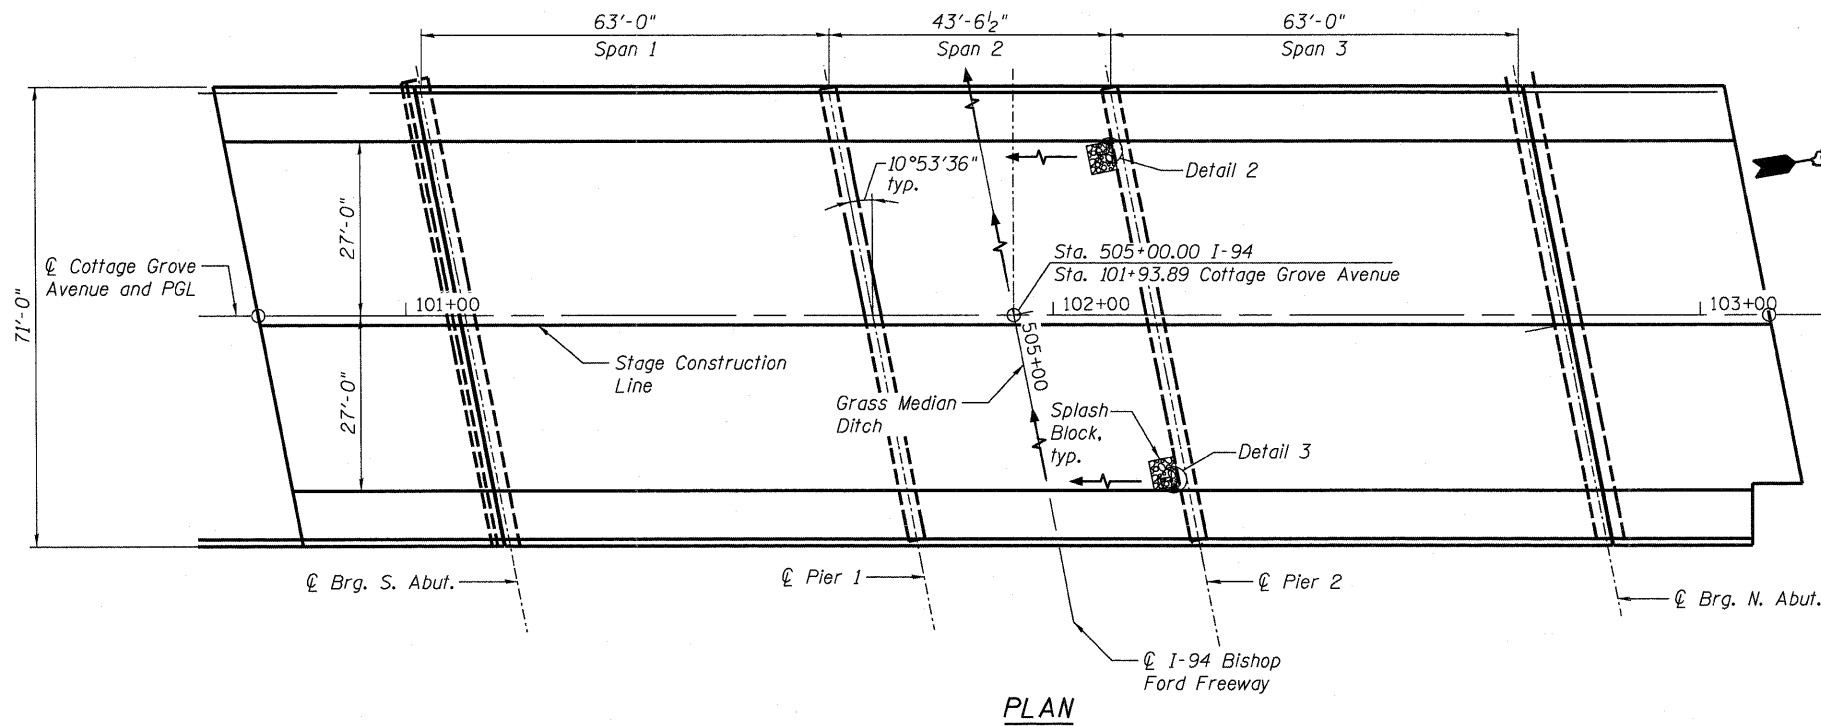 63'-0"
43'-6½"
63'-0"
Span 1
Span 2
Span 3
10°53'36"
typ.
Detail 2
71'-0"
27'-0"
27'-0"
℄ Cottage Grove
Avenue and PGL
Sta. 505+00.00 I-94
Sta. 101+93.89 Cottage Grove Avenue
101+00
102+00
103+00
505+00
Stage Construction
Line
Grass Median
Ditch
Splash
Block,
typ.
Detail 3
℄ Brg. S. Abut.
℄ Pier 1
℄ Pier 2
℄ Brg. N. Abut.
℄ I-94 Bishop
Ford Freeway
PLAN